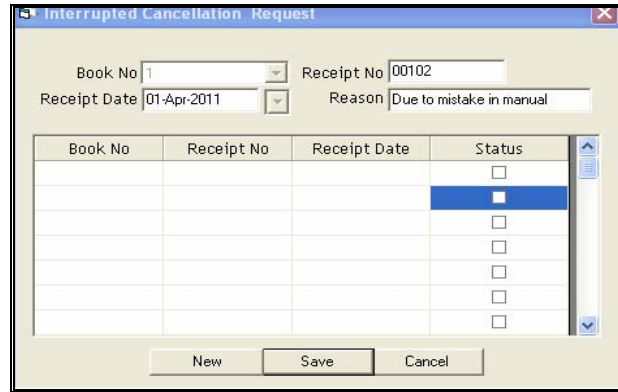 Interrupted Cancellation Request
Book No 1 Receipt No 00102
Receipt Date 01-Apr-2011 Reason Due to mistake in manual
Book No Receipt No Receipt Date Status
New Save Cancel